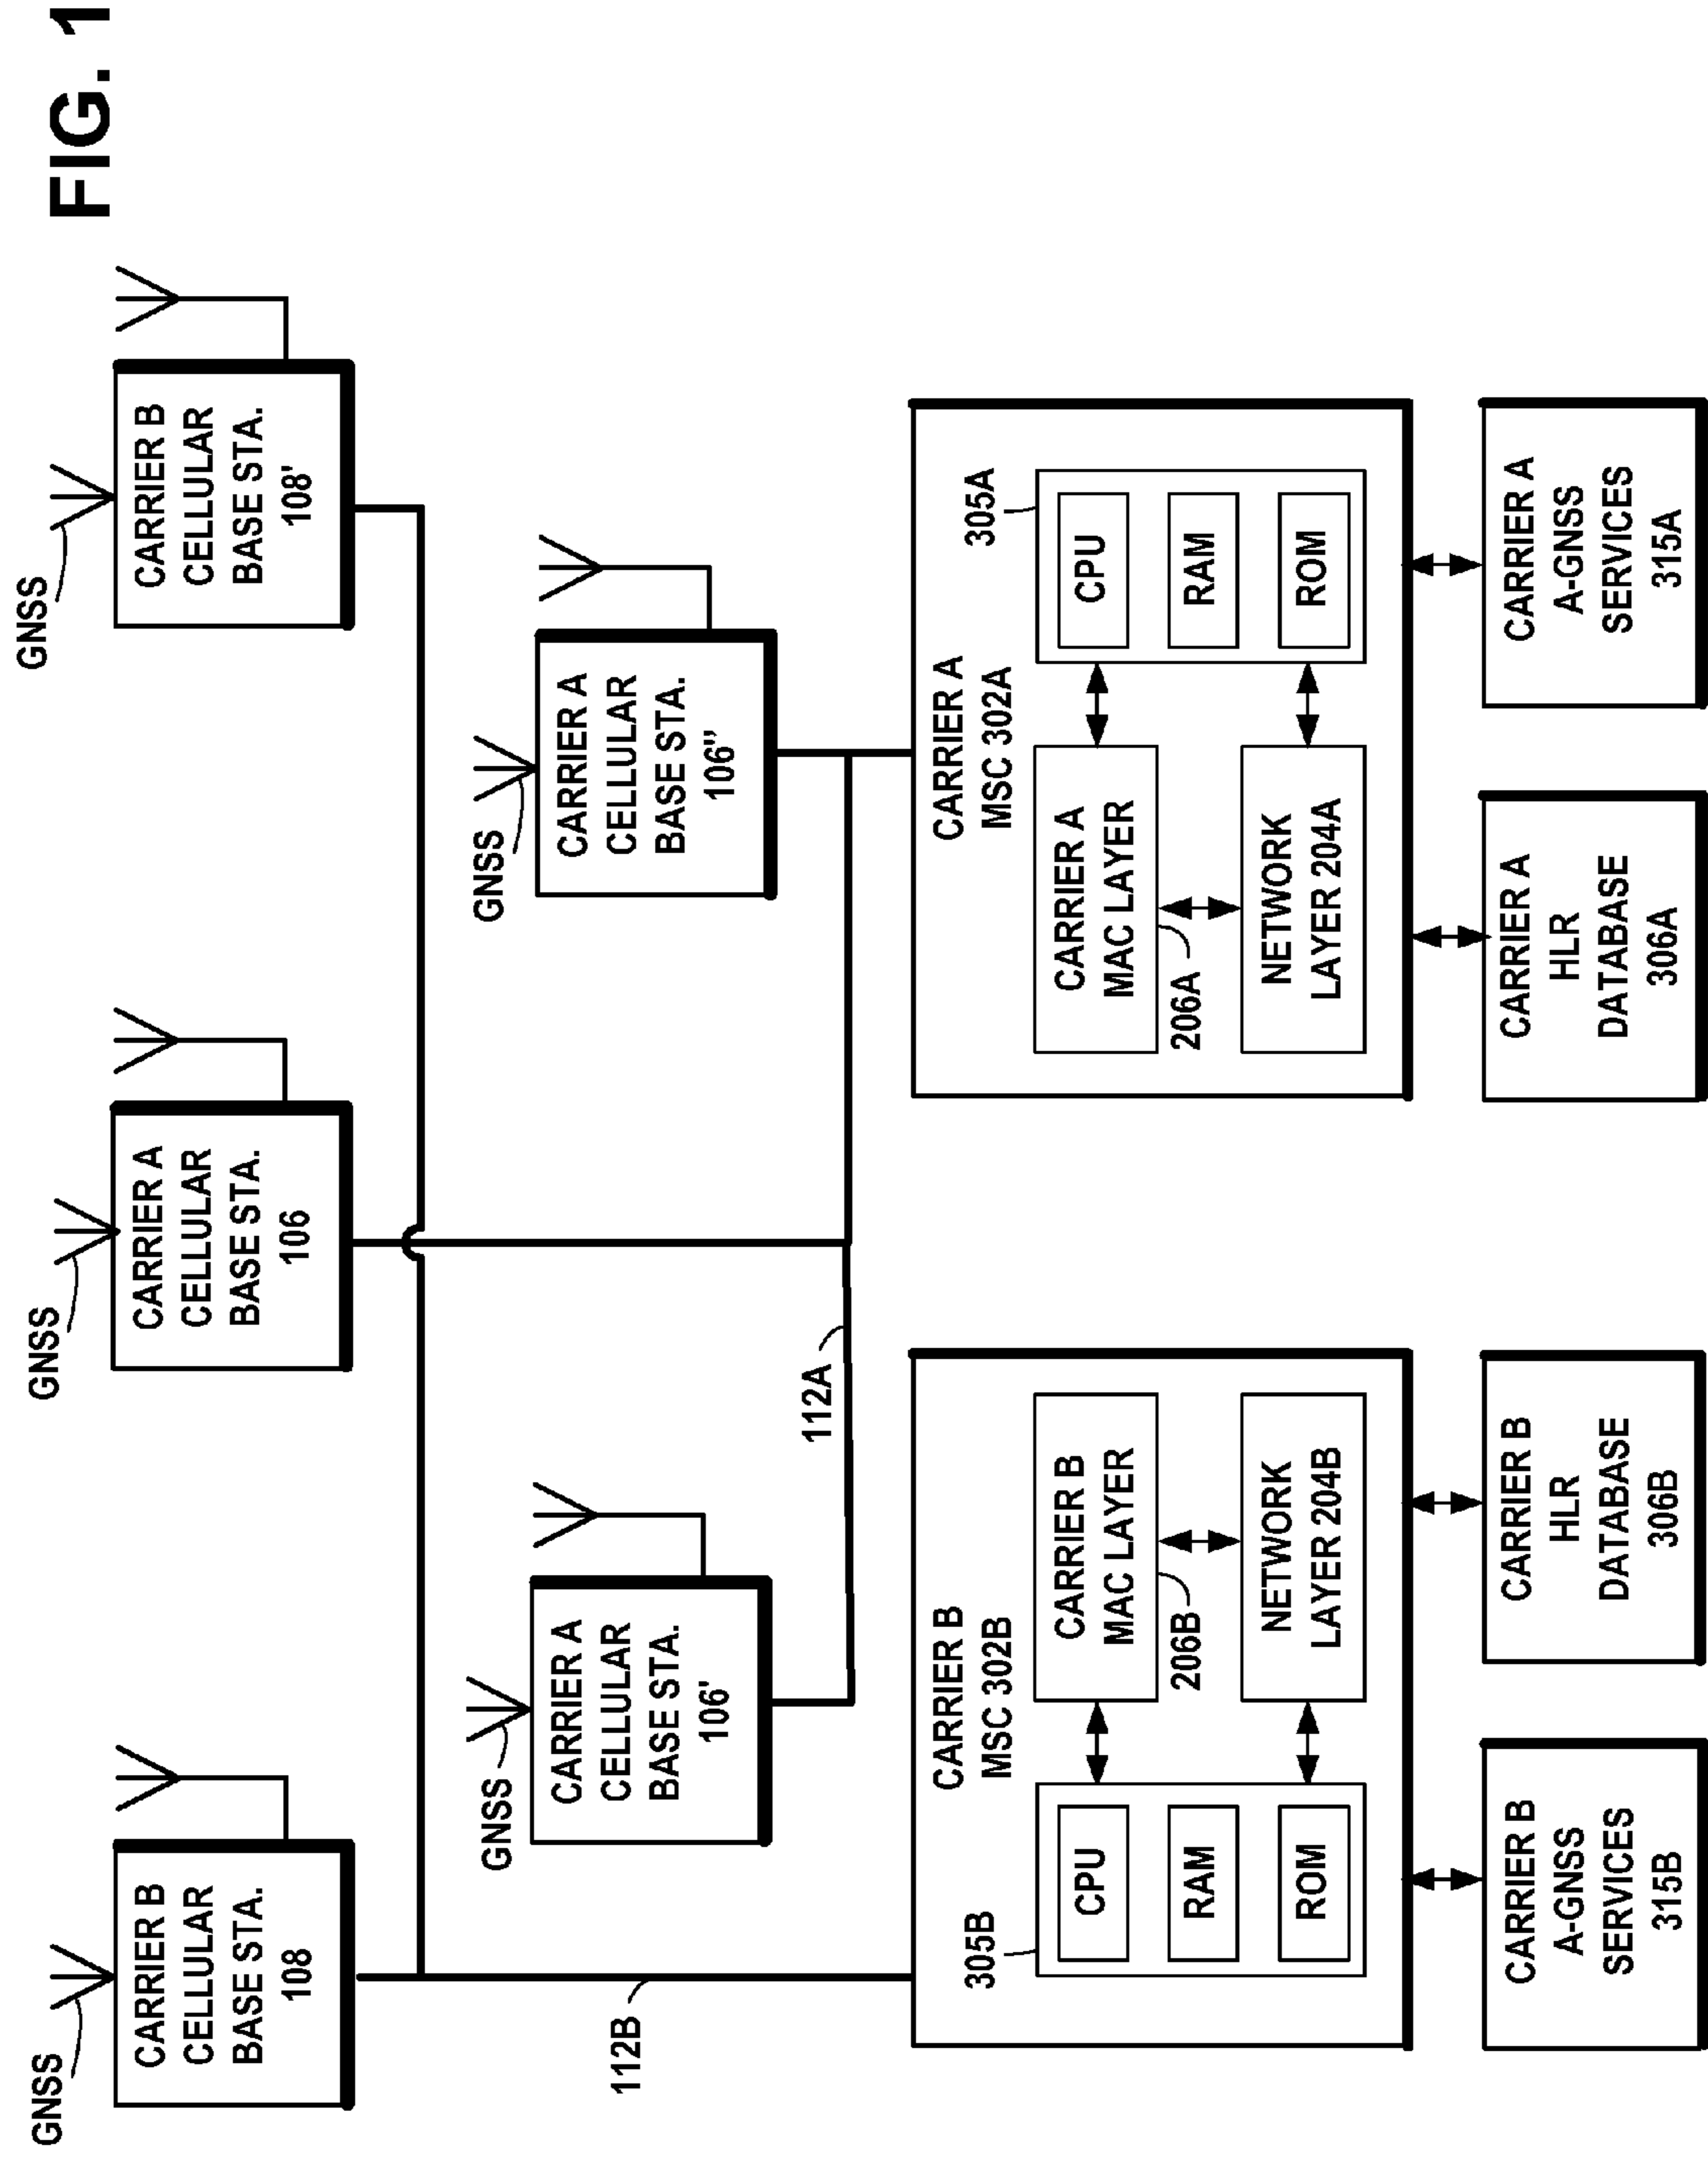 FIG. 1
GNSS
CARRIER B
CELLULAR
BASE STA.
108
GNSS
CARRIER A
CELLULAR
BASE STA.
106
GNSS
CARRIER B
CELLULAR
BASE STA.
108'
GNSS
CARRIER A
CELLULAR
BASE STA.
106'
GNSS
CARRIER A
CELLULAR
BASE STA.
106"
112B
112A
CARRIER B
MSC 302B
305B
CPU
RAM
ROM
CARRIER B
MAC LAYER
206B
NETWORK
LAYER 204B
CARRIER A
MSC 302A
CARRIER A
MAC LAYER
206A
NETWORK
LAYER 204A
305A
CPU
RAM
ROM
CARRIER B
A-GNSS
SERVICES
315B
CARRIER B
HLR
DATABASE
306B
CARRIER A
HLR
DATABASE
306A
CARRIER A
A-GNSS
SERVICES
315A